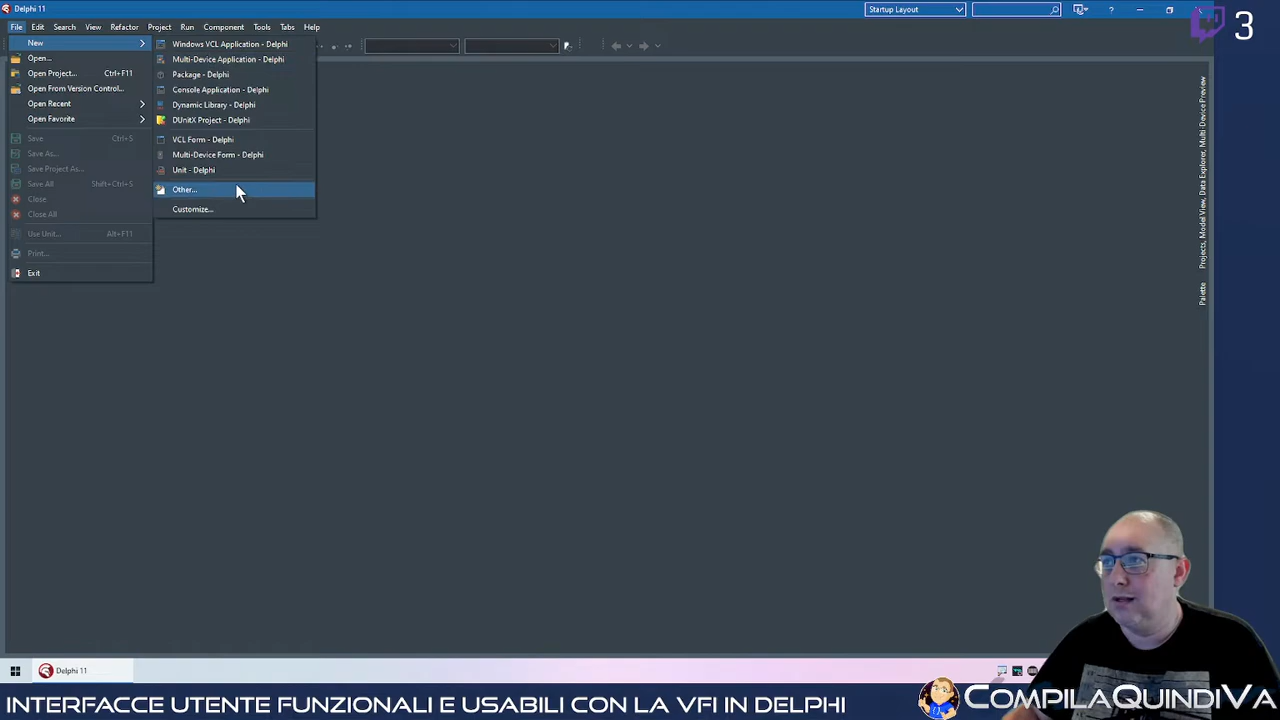 Delphi 11
Startup Layout
?
3
File Edit Search View Refactor Project Run Component Tools Tabs Help
New
Open...
Open Project... Ctrl+F11
Open From Version Control...
Open Recent
Open Favorite
Save Ctrl+S
Save As...
Save Project As...
Save All Shift+Ctrl+S
Close
Close All
Use Unit... Alt+F11
Print...
Exit
Windows VCL Application - Delphi
Multi-Device Application - Delphi
Package - Delphi
Console Application - Delphi
Dynamic Library - Delphi
DUnitX Project - Delphi
VCL Form - Delphi
Multi-Device Form - Delphi
Unit - Delphi
Other...
Customize...
Projects, Model View, Data Explorer, Multi-Device Preview
Palette
Delphi 11
INTERFACCE UTENTE FUNZIONALI E USABILI CON LA VFI IN DELPHI
COMPILAQUINDIVA